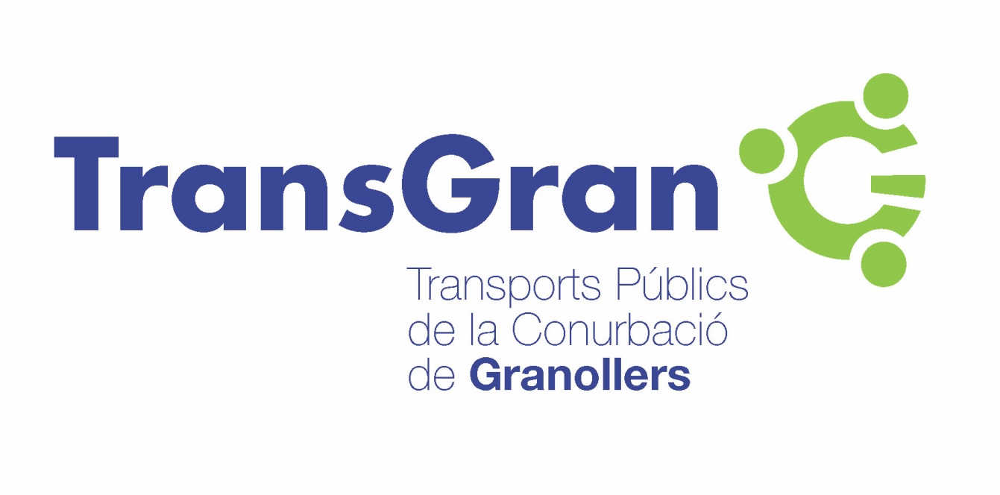 TransGran
Transports Públics
de la Conurbació
de Granollers